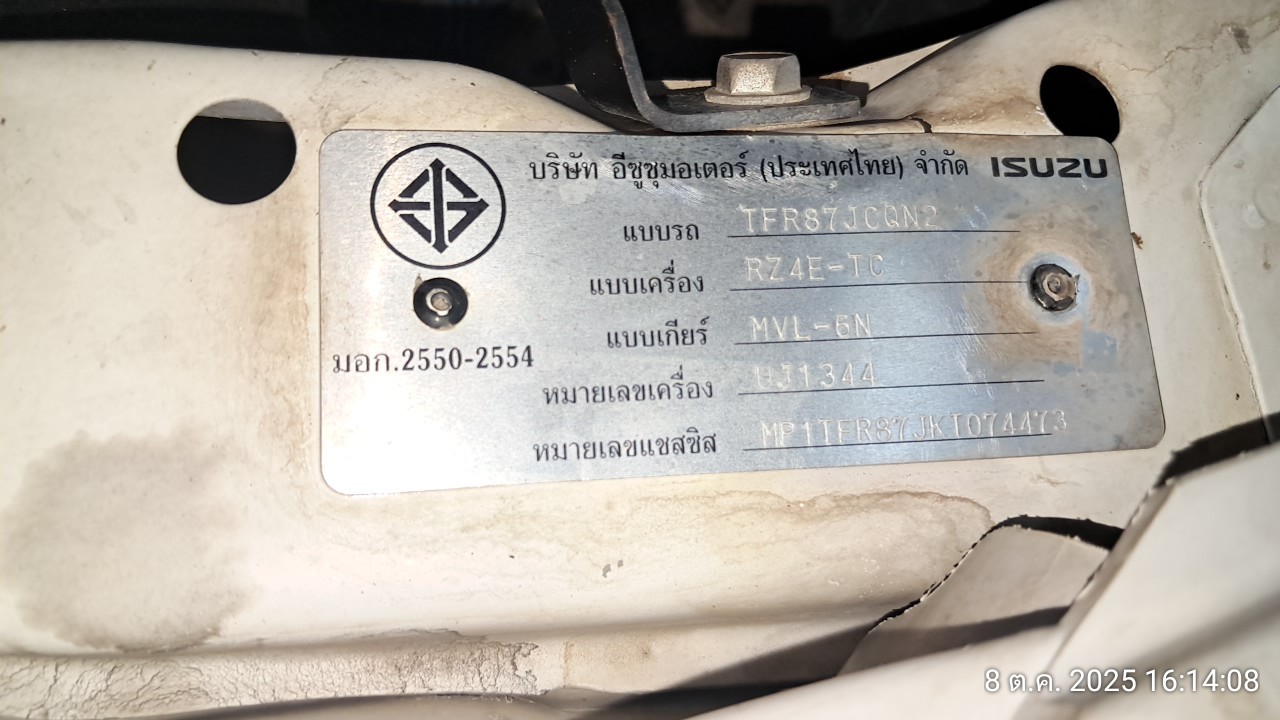 บริษัท อีซูซุมอเตอร์ (ประเทศไทย) จำกัด ISUZU
แบบรถ TFR87JCQN2
แบบเครื่อง RZ4E-TC
แบบเกียร์ MVL-6N
มอก.2550-2554
หมายเลขเครื่อง UJ1344
หมายเลขแชสซิส MP1TFR87JKT074473
8 ต.ค. 2025 16:14:08